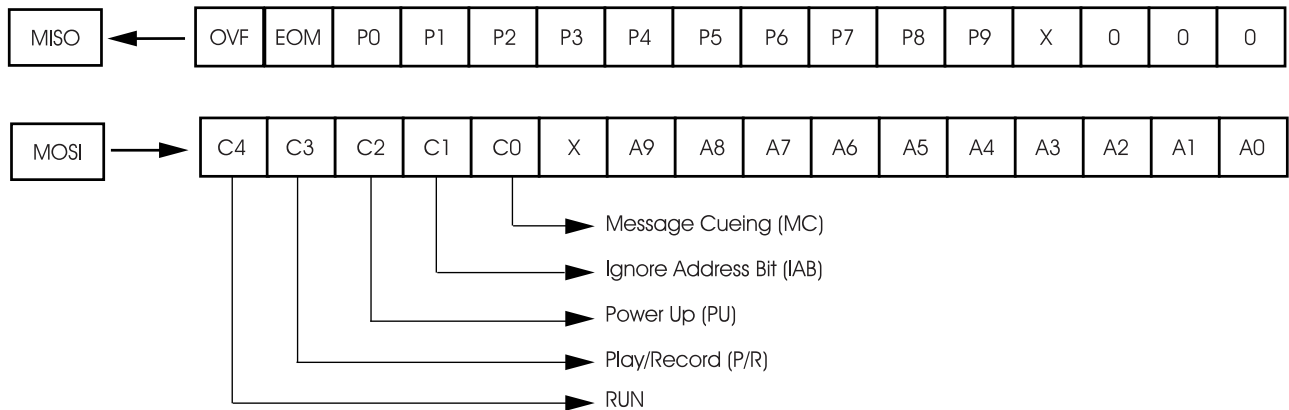 MISO OVF EOM P0 P1 P2 P3 P4 P5 P6 P7 P8 P9 X 0 0 0
MOSI C4 C3 C2 C1 C0 X A9 A8 A7 A6 A5 A4 A3 A2 A1 A0
Message Cueing (MC)
Ignore Address Bit (IAB)
Power Up (PU)
Play/Record (P/R)
RUN